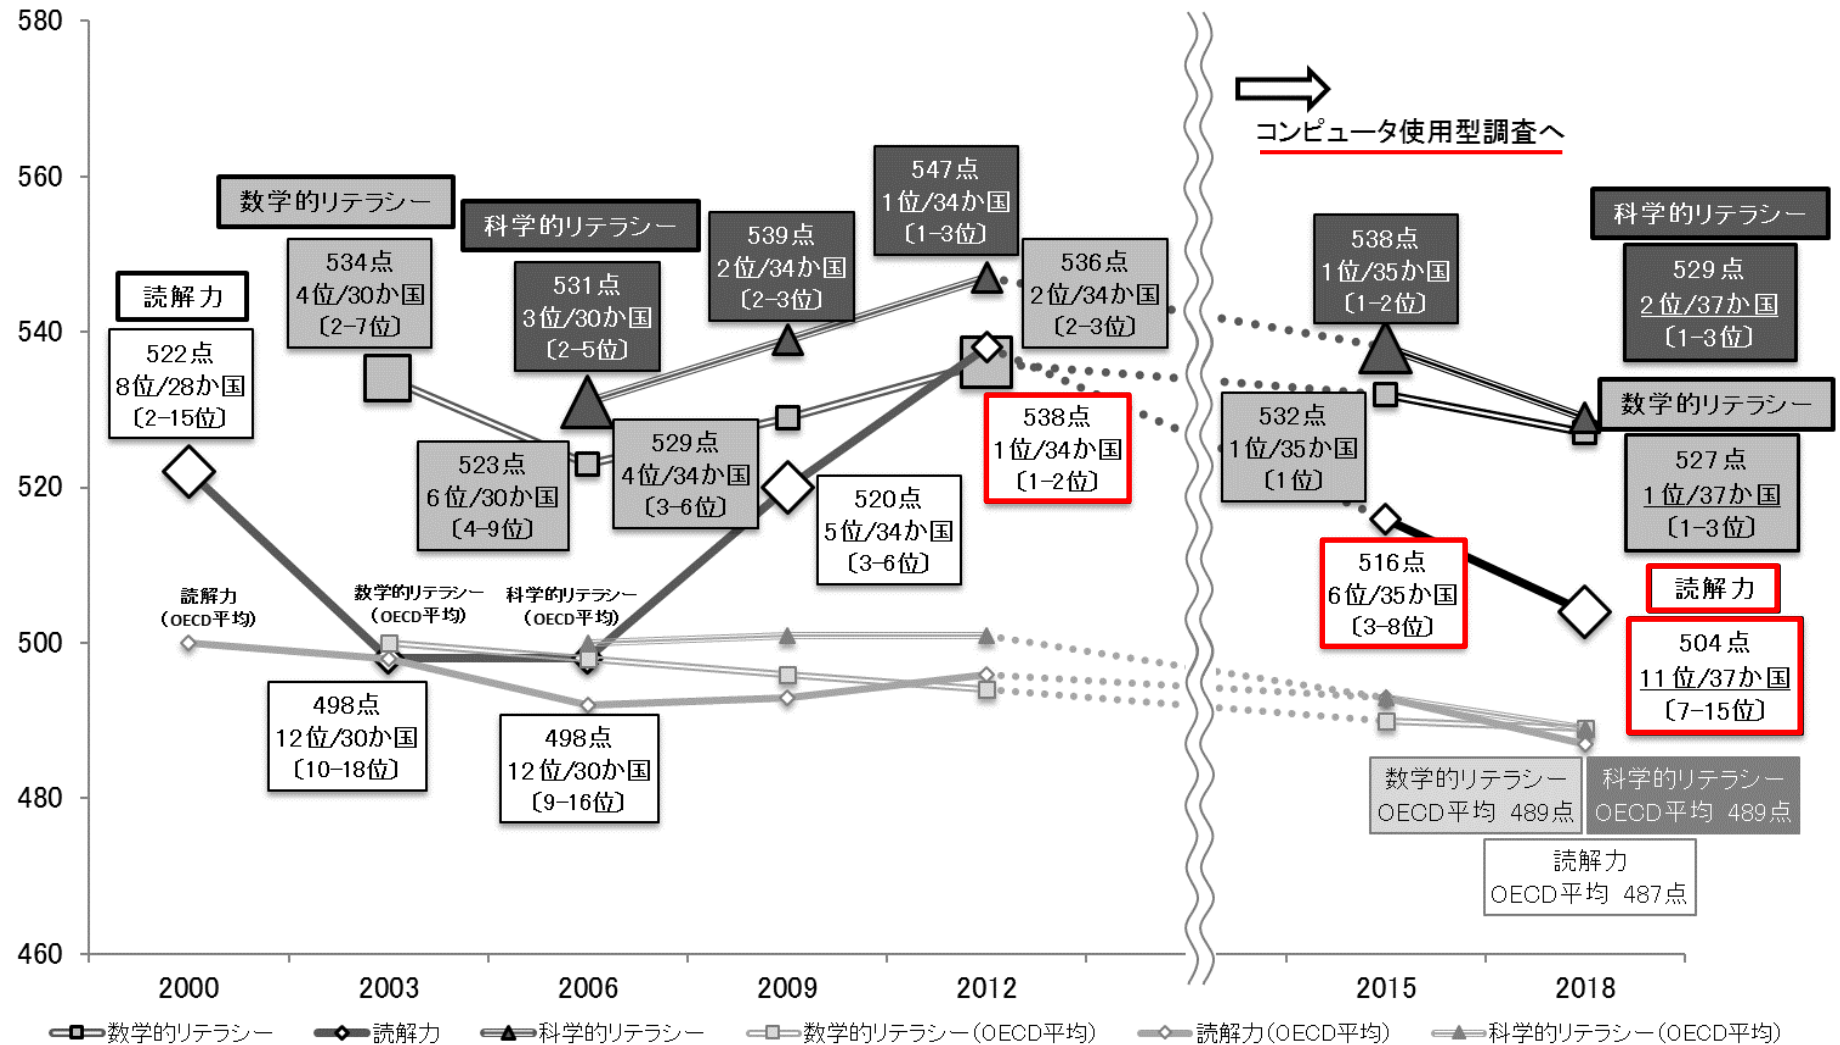 580
560
540
520
500
480
460
コンピュータ使用型調査へ
読解力
522点
8位/28か国
〔2-15位〕
数学的リテラシー
534点
4位/30か国
〔2-7位〕
科学的リテラシー
531点
3位/30か国
〔2-5位〕
539点
2位/34か国
〔2-3位〕
547点
1位/34か国
〔1-3位〕
536点
2位/34か国
〔2-3位〕
538点
1位/34か国
〔1-2位〕
523点
6位/30か国
〔4-9位〕
529点
4位/34か国
〔3-6位〕
520点
5位/34か国
〔3-6位〕
読解力
(OECD平均)
数学的リテラシー
(OECD平均)
科学的リテラシー
(OECD平均)
498点
12位/30か国
〔10-18位〕
498点
12位/30か国
〔9-16位〕
538点
1位/35か国
〔1-2位〕
532点
1位/35か国
〔1位〕
516点
6位/35か国
〔3-8位〕
科学的リテラシー
529点
2位/37か国
〔1-3位〕
数学的リテラシー
527点
1位/37か国
〔1-3位〕
読解力
504点
11位/37か国
〔7-15位〕
数学的リテラシー
OECD平均 489点
科学的リテラシー
OECD平均 489点
読解力
OECD平均 487点
2000 2003 2006 2009 2012 2015 2018
数学的リテラシー 読解力 科学的リテラシー 数学的リテラシー(OECD平均) 読解力(OECD平均) 科学的リテラシー(OECD平均)